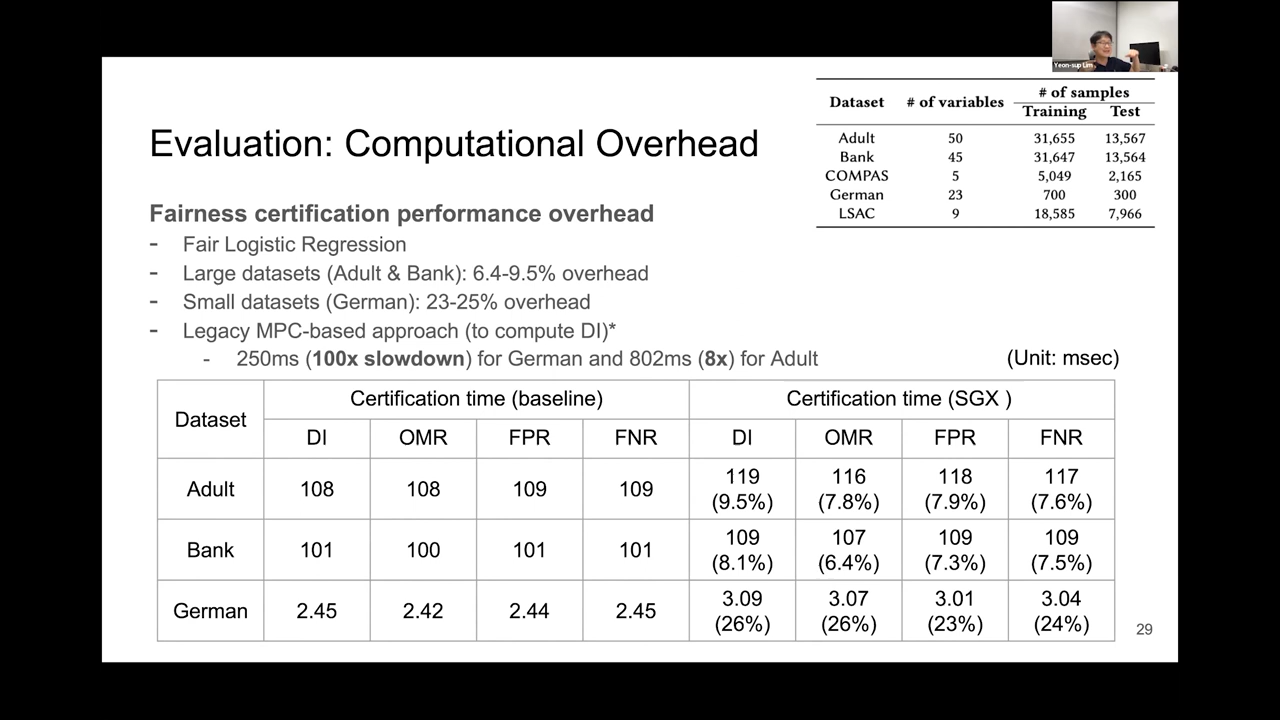 Yeon-sup Lim
Dataset # of variables # of samples
Training Test
Adult 50 31,655 13,567
Bank 45 31,647 13,564
COMPAS 5 5,049 2,165
German 23 700 300
LSAC 9 18,585 7,966
Evaluation: Computational Overhead
Fairness certification performance overhead
- Fair Logistic Regression
- Large datasets (Adult & Bank): 6.4-9.5% overhead
- Small datasets (German): 23-25% overhead
- Legacy MPC-based approach (to compute DI)*
- 250ms (100x slowdown) for German and 802ms (8x) for Adult
(Unit: msec)
Dataset Certification time (baseline) Certification time (SGX )
DI OMR FPR FNR DI OMR FPR FNR
Adult 108 108 109 109 119 116 118 117
(9.5%) (7.8%) (7.9%) (7.6%)
Bank 101 100 101 101 109 107 109 109
(8.1%) (6.4%) (7.3%) (7.5%)
German 2.45 2.42 2.44 2.45 3.09 3.07 3.01 3.04
(26%) (26%) (23%) (24%)
29